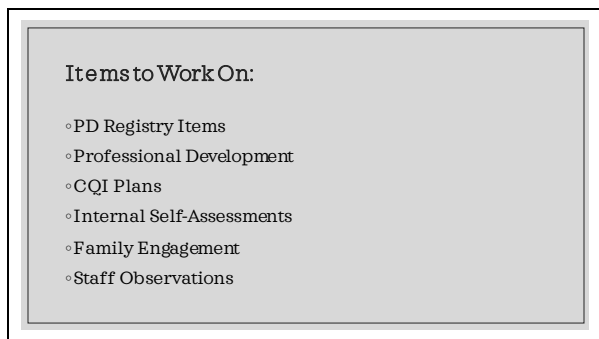 Items to Work On:
◦PD Registry Items
◦Professional Development
◦CQI Plans
◦Internal Self-Assessments
◦Family Engagement
◦Staff Observations